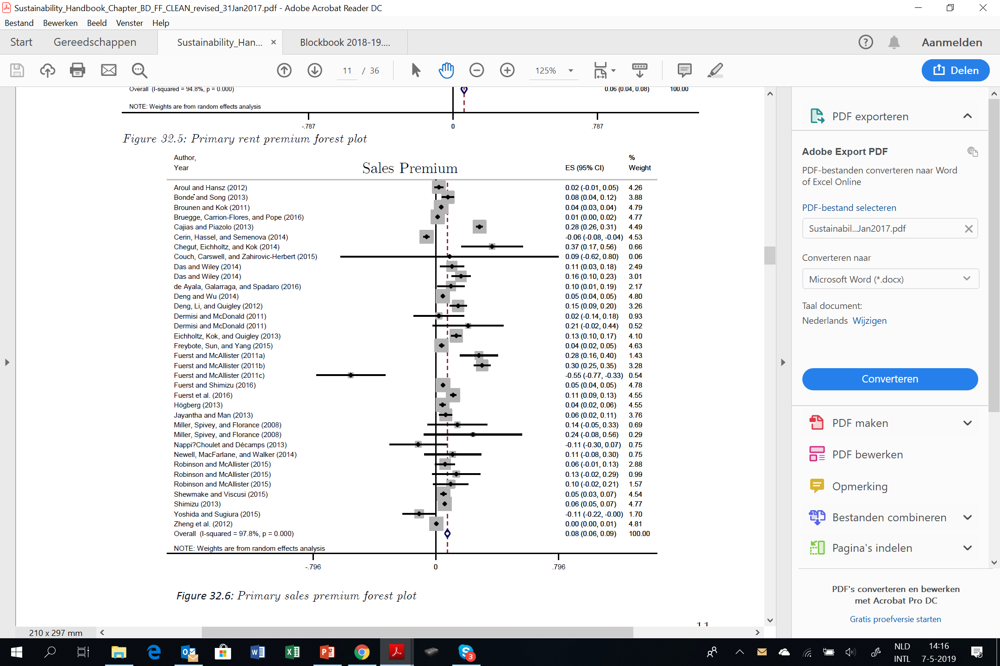 Sustainability_Handbook_Chapter_BD_FF_CLEAN_revised_31Jan2017.pdf - Adobe Acrobat Reader DC
Bestand Bewerken Beeld Venster Help
Start Gereedschappen Sustainability_Han... × Blockbook 2018-19.... ? Aanmelden
11 / 36 125% Delen
Overall (I-squared = 94.8%, p = 0.000) 0.06 (0.04, 0.08) 100.00
NOTE: Weights are from random effects analysis
-.787 0 .787
Figure 32.5: Primary rent premium forest plot
Author, %
Year Sales Premium ES (95% CI) Weight
Aroul and Hansz (2012) 0.02 (-0.01, 0.05) 4.26
Bonde and Song (2013) 0.08 (0.04, 0.12) 3.88
Brounen and Kok (2011) 0.04 (0.03, 0.04) 4.79
Bruegge, Carrion-Flores, and Pope (2016) 0.01 (0.00, 0.02) 4.77
Cajias and Piazolo (2013) 0.28 (0.26, 0.31) 4.49
Cerin, Hassel, and Semenova (2014) -0.06 (-0.08, -0.04) 4.53
Chegut, Eichholtz, and Kok (2014) 0.37 (0.17, 0.56) 0.66
Couch, Carswell, and Zahirovic-Herbert (2015) 0.09 (-0.62, 0.80) 0.06
Das and Wiley (2014) 0.11 (0.03, 0.18) 2.49
Das and Wiley (2014) 0.16 (0.10, 0.23) 3.01
de Ayala, Galarraga, and Spadaro (2016) 0.10 (0.01, 0.19) 2.17
Deng and Wu (2014) 0.05 (0.04, 0.05) 4.80
Deng, Li, and Quigley (2012) 0.15 (0.09, 0.20) 3.26
Dermisi and McDonald (2011) 0.02 (-0.14, 0.18) 0.93
Dermisi and McDonald (2011) 0.21 (-0.02, 0.44) 0.52
Eichholtz, Kok, and Quigley (2013) 0.13 (0.10, 0.17) 4.10
Freybote, Sun, and Yang (2015) 0.04 (0.02, 0.05) 4.63
Fuerst and McAllister (2011a) 0.28 (0.16, 0.40) 1.43
Fuerst and McAllister (2011b) 0.30 (0.25, 0.35) 3.28
Fuerst and McAllister (2011c) -0.55 (-0.77, -0.33) 0.54
Fuerst and Shimizu (2016) 0.05 (0.04, 0.05) 4.78
Fuerst et al. (2016) 0.11 (0.09, 0.13) 4.55
Högberg (2013) 0.04 (0.02, 0.06) 4.55
Jayantha and Man (2013) 0.06 (0.02, 0.11) 3.76
Miller, Spivey, and Florance (2008) 0.14 (-0.05, 0.33) 0.69
Miller, Spivey, and Florance (2008) 0.24 (-0.08, 0.56) 0.29
Nappi?Choulet and Décamps (2013) -0.11 (-0.30, 0.07) 0.75
Newell, MacFarlane, and Walker (2014) 0.11 (-0.08, 0.30) 0.75
Robinson and McAllister (2015) 0.06 (-0.01, 0.13) 2.88
Robinson and McAllister (2015) 0.13 (-0.02, 0.29) 0.99
Robinson and McAllister (2015) 0.10 (-0.02, 0.21) 1.57
Shewmake and Viscusi (2015) 0.05 (0.03, 0.07) 4.54
Shimizu (2013) 0.06 (0.05, 0.07) 4.77
Yoshida and Sugiura (2015) -0.11 (-0.22, -0.00) 1.70
Zheng et al. (2012) 0.00 (0.00, 0.01) 4.81
Overall (I-squared = 97.8%, p = 0.000) 0.08 (0.06, 0.09) 100.00
NOTE: Weights are from random effects analysis
-.796 0 .796
Figure 32.6: Primary sales premium forest plot
11
210 x 297 mm
PDF exporteren
Adobe Export PDF
PDF-bestanden converteren naar Word
of Excel Online
PDF-bestand selecteren
Sustainabil...Jan2017.pdf
Converteren naar
Microsoft Word (*.docx)
Taal document:
Nederlands Wijzigen
Converteren
PDF maken
PDF bewerken
Opmerking
Bestanden combineren
Pagina's indelen
PDF's converteren en bewerken
met Acrobat Pro DC
Gratis proefversie starten
3
NLD 14:16
INTL 7-5-2019